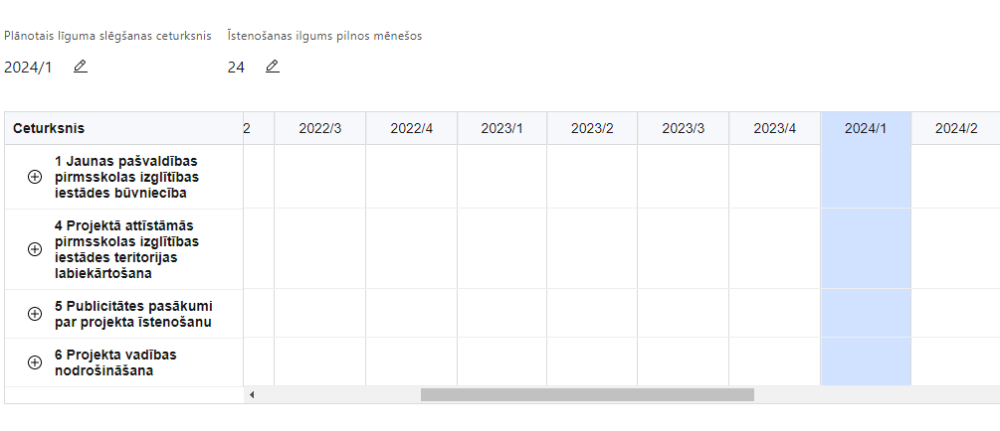 Plānotais līguma slēgšanas ceturksnis Īstenošanas ilgums pilnos mēnešos
2024/1 24
Ceturksnis 2 2022/3 2022/4 2023/1 2023/2 2023/3 2023/4 2024/1 2024/2
1 Jaunas pašvaldības
pirmsskolas izglītības
iestādes būvniecība
4 Projektā attīstāmās
pirmsskolas izglītības
iestādes teritorijas
labiekārtošana
5 Publicitātes pasākumi
par projekta īstenošanu
6 Projekta vadības
nodrošināšana